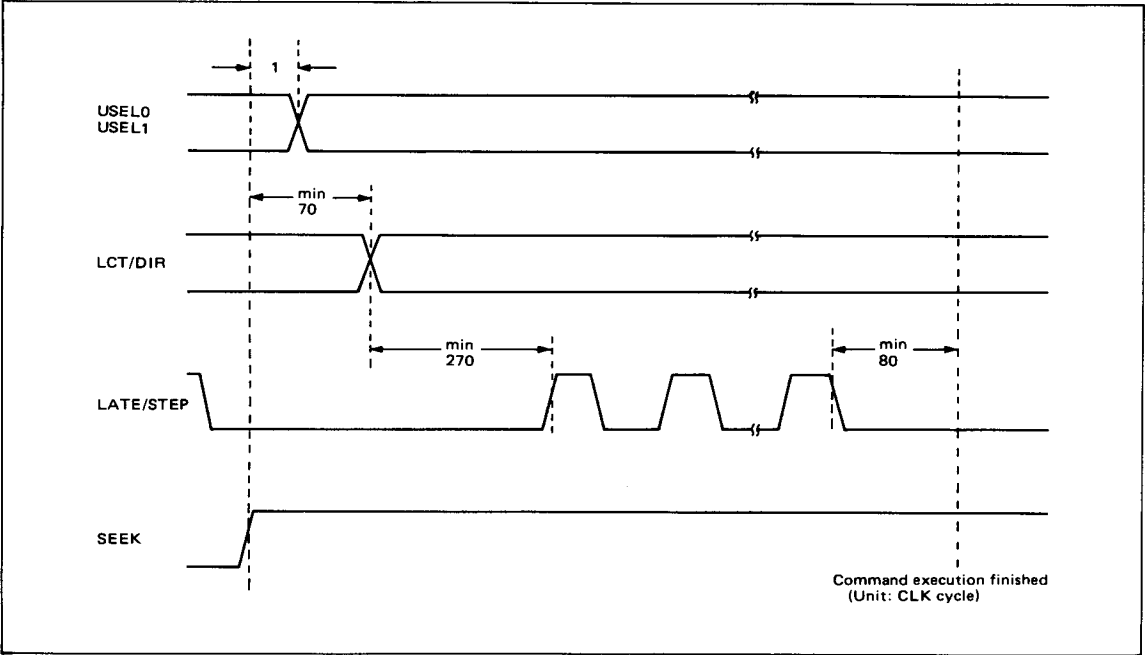 1
USEL0
USEL1
min
70
LCT/DIR
min
270
min
80
LATE/STEP
SEEK
Command execution finished
(Unit: CLK cycle)